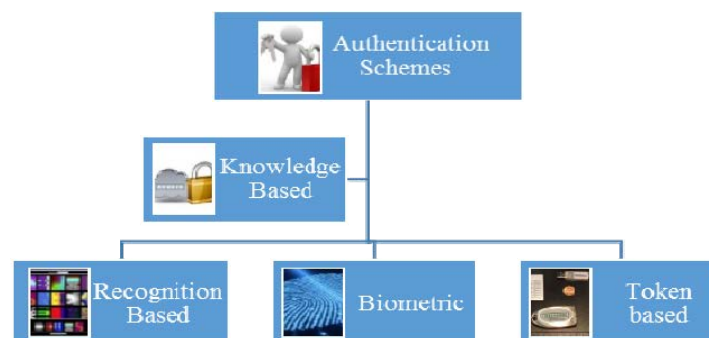 Authentication
Schemes
Knowledge
Based
Recognition
Based
Biometric
Token
based